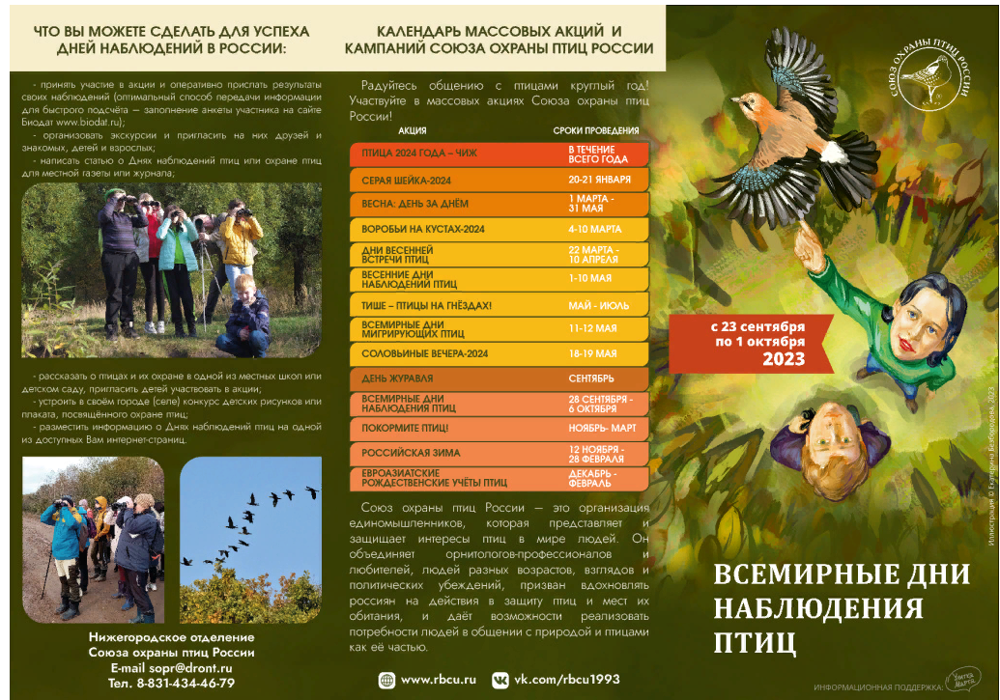 ЧТО ВЫ МОЖЕТЕ СДЕЛАТЬ ДЛЯ УСПЕХА
ДНЕЙ НАБЛЮДЕНИЙ В РОССИИ:
- принять участие в акции и оперативно прислать результаты
своих наблюдений (оптимальный способ передачи информации
для быстрого подсчёта — заполнение анкеты участника на сайте
Биодат www.biodat.ru);
- организовать экскурсии и пригласить на них друзей и
знакомых, детей и взрослых;
- написать статью о Днях наблюдений птиц или охране птиц
для местной газеты или журнала;
- рассказать о птицах и их охране в одной из местных школ или
детском саду, пригласить детей участвовать в акции;
- устроить в своём городе (селе) конкурс детских рисунков или
плаката, посвящённого охране птиц;
- разместить информацию о Днях наблюдений птиц на одной
из доступных Вам интернет-страниц.
Нижегородское отделение
Союза охраны птиц России
E-mail sopr@dront.ru
Тел. 8-831-434-46-79
КАЛЕНДАРЬ МАССОВЫХ АКЦИЙ И
КАМПАНИЙ СОЮЗА ОХРАНЫ ПТИЦ РОССИИ
Радуйтесь общению с птицами круглый год!
Участвуйте в массовых акциях Союза охраны птиц
России!
АКЦИЯ СРОКИ ПРОВЕДЕНИЯ
ПТИЦА 2024 ГОДА – ЧИЖ В ТЕЧЕНИЕ
ВСЕГО ГОДА
СЕРАЯ ШЕЙКА-2024 20-21 ЯНВАРЯ
ВЕСНА: ДЕНЬ ЗА ДНЁМ 1 МАРТА -
31 МАЯ
ВОРОБЬИ НА КУСТАХ-2024 4-10 МАРТА
ДНИ ВЕСЕННЕЙ 22 МАРТА -
ВСТРЕЧИ ПТИЦ 10 АПРЕЛЯ
ВЕСЕННИЕ ДНИ 1-10 МАЯ
НАБЛЮДЕНИЙ ПТИЦ
ТИШЕ – ПТИЦЫ НА ГНЁЗДАХ! МАЙ - ИЮЛЬ
ВСЕМИРНЫЕ ДНИ 11-12 МАЯ
МИГРИРУЮЩИХ ПТИЦ
СОЛОВЬИНЫЕ ВЕЧЕРА-2024 18-19 МАЯ
ДЕНЬ ЖУРАВЛЯ СЕНТЯБРЬ
ВСЕМИРНЫЕ ДНИ 28 СЕНТЯБРЯ -
НАБЛЮДЕНИЯ ПТИЦ 6 ОКТЯБРЯ
ПОКОРМИТЕ ПТИЦ! НОЯБРЬ- МАРТ
РОССИЙСКАЯ ЗИМА 12 НОЯБРЯ -
28 ФЕВРАЛЯ
ЕВРОАЗИАТСКИЕ ДЕКАБРЬ -
РОЖДЕСТВЕНСКИЕ УЧЁТЫ ПТИЦ ФЕВРАЛЬ
Союз охраны птиц России — это организация
единомышленников, которая представляет и
защищает интересы птиц в мире людей. Он
объединяет орнитологов-профессионалов и
любителей, людей разных возрастов, взглядов и
политических убеждений, призван вдохновлять
россиян на действия в защиту птиц и мест их
обитания, и даёт возможности реализовать
потребности людей в общении с природой и птицами
как её частью.
www.rbcu.ru vk.com/rbcu1993
СОЮЗ ОХРАНЫ ПТИЦ РОССИИ
с 23 сентября
по 1 октября
2023
Иллюстрация © Екатерина Безбородова, 2023
ВСЕМИРНЫЕ ДНИ
НАБЛЮДЕНИЯ
ПТИЦ
ИНФОРМАЦИОННАЯ ПОДДЕРЖКА:
Улитка
Марта